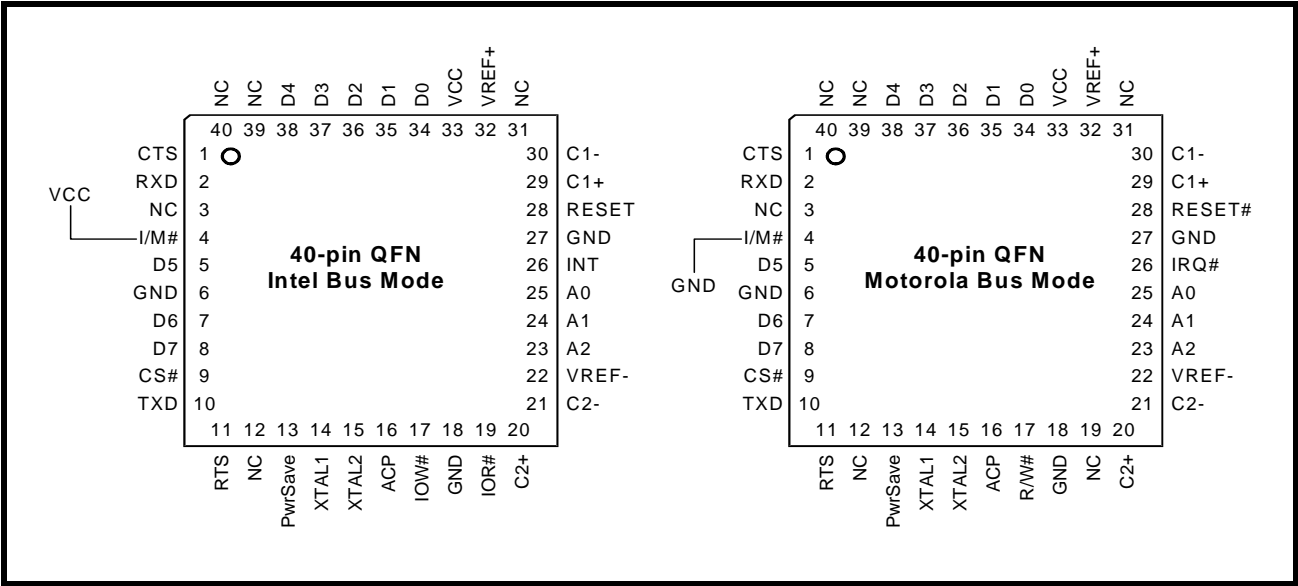 NC NC D4 D3 D2 D1 D0 VCC VREF+ NC
40 39 38 37 36 35 34 33 32 31
CTS 1 30 C1-
RXD 2 29 C1+
VCC
NC 3 28 RESET
I/M# 4 27 GND
D5 5 26 INT
GND 6 25 A0
D6 7 24 A1
D7 8 23 A2
CS# 9 22 VREF-
TXD 10 21 C2-
40-pin QFN
Intel Bus Mode
11 12 13 14 15 16 17 18 19 20
RTS NC PwrSave XTAL1 XTAL2 ACP IOW# GND IOR# C2+
NC NC D4 D3 D2 D1 D0 VCC VREF+ NC
40 39 38 37 36 35 34 33 32 31
CTS 1 30 C1-
RXD 2 29 C1+
NC 3 28 RESET#
I/M# 4 27 GND
D5 5 26 IRQ#
GND
GND 6 25 A0
D6 7 24 A1
D7 8 23 A2
CS# 9 22 VREF-
TXD 10 21 C2-
40-pin QFN
Motorola Bus Mode
11 12 13 14 15 16 17 18 19 20
RTS NC PwrSave XTAL1 XTAL2 ACP R/W# GND NC C2+